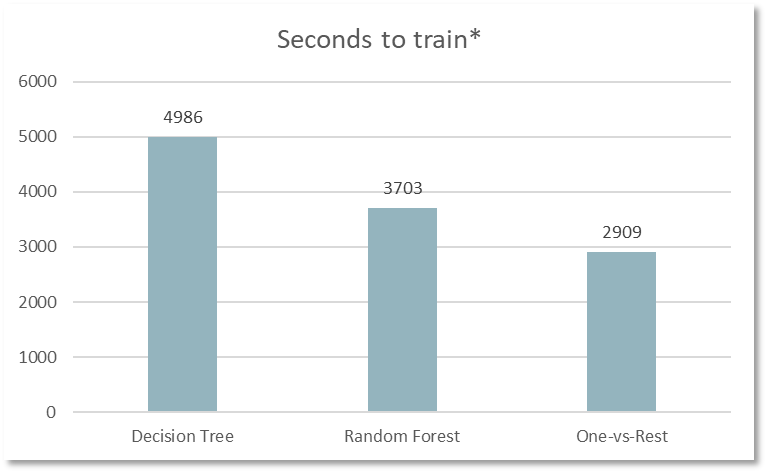 Seconds to train*
6000
5000
4000
3000
2000
1000
0
4986
3703
2909
Decision Tree
Random Forest
One-vs-Rest